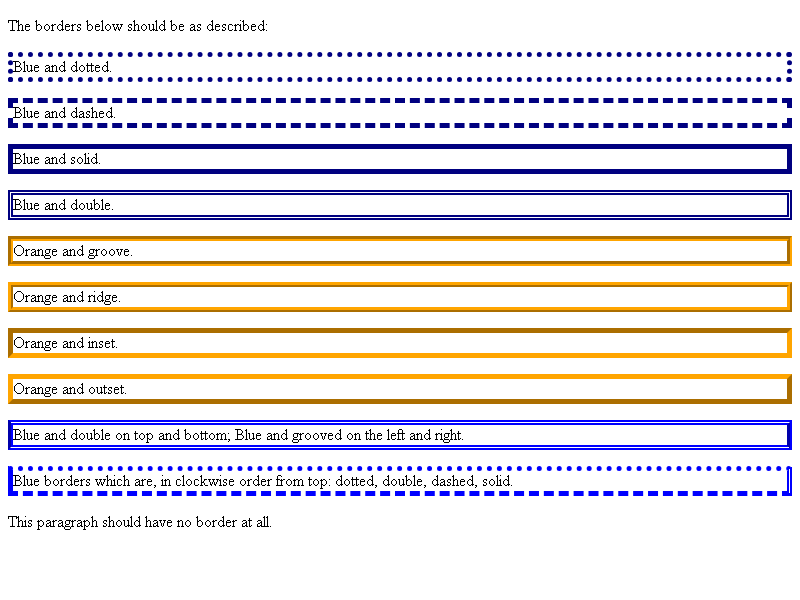 The borders below should be as described:
Blue and dotted.
Blue and dashed.
Blue and solid.
Blue and double.
Orange and groove.
Orange and ridge.
Orange and inset.
Orange and outset.
Blue and double on top and bottom; Blue and grooved on the left and right.
Blue borders which are, in clockwise order from top: dotted, double, dashed, solid.
This paragraph should have no border at all.